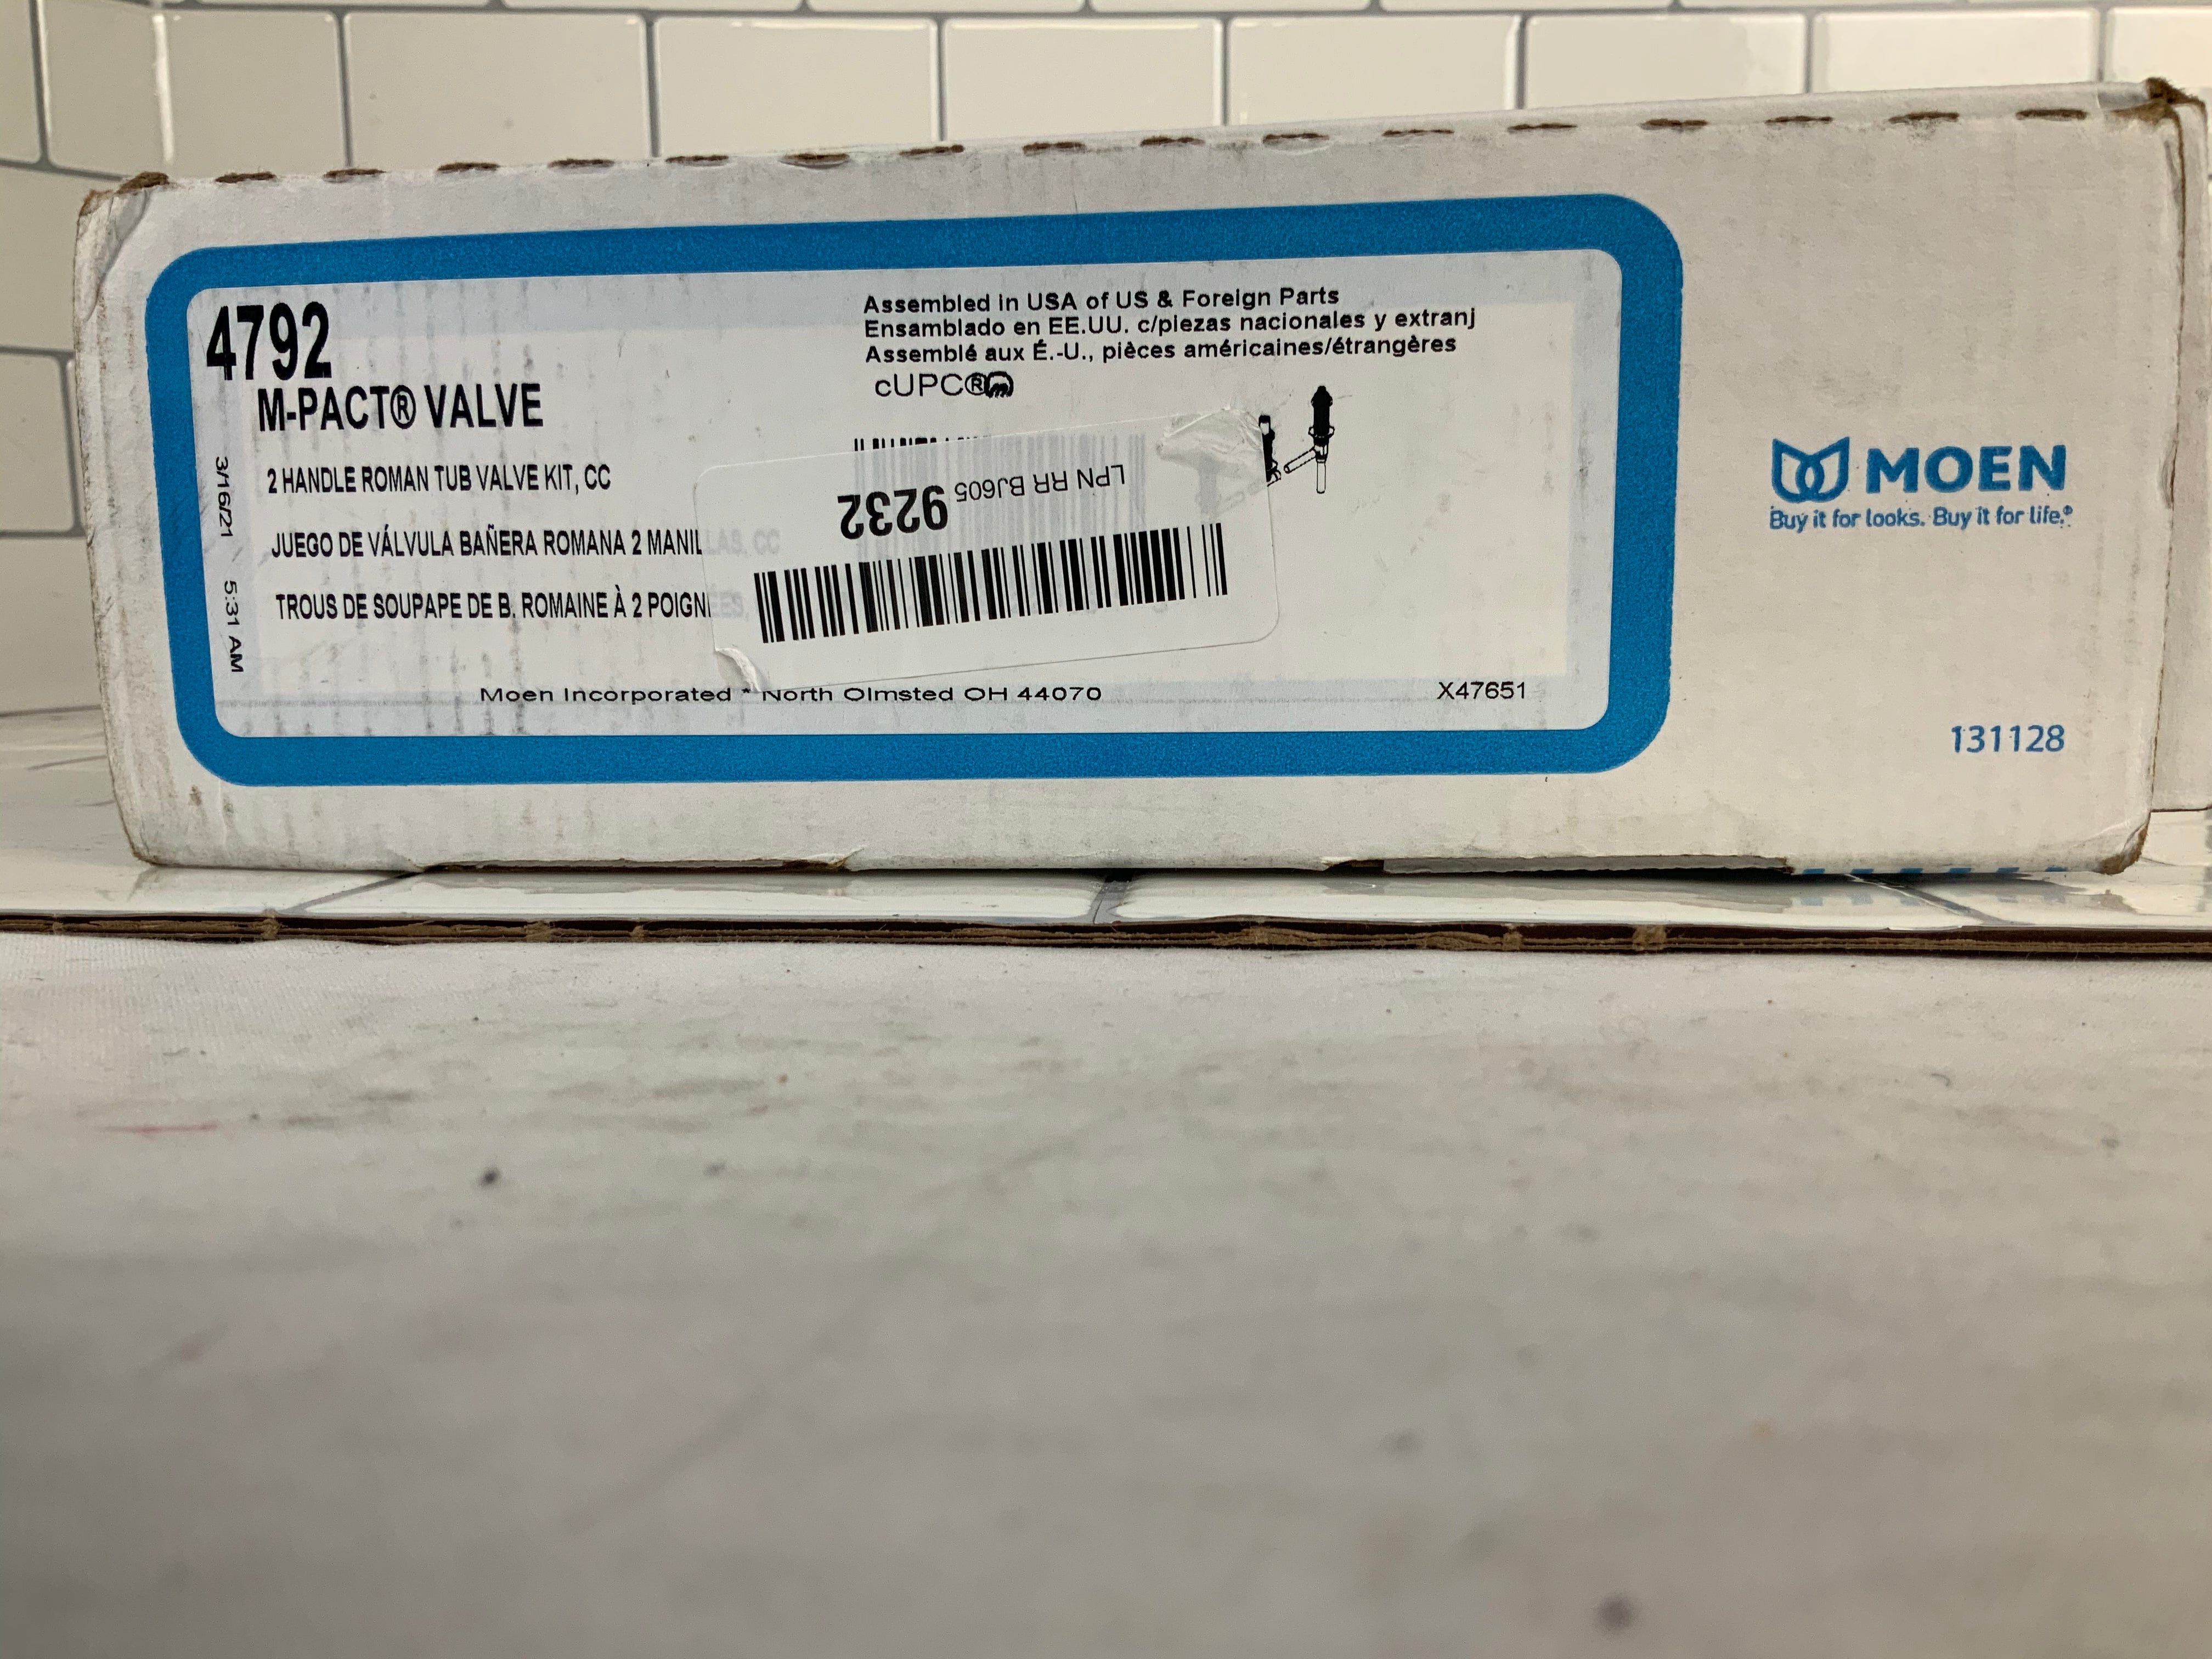 4792
M-PACT® VALVE
2 HANDLE ROMAN TUB VALVE KIT, CC
JUEGO DE VÁLVULA BAÑERA ROMANA 2 MANILLAS, CC
TROUS DE SOUPAPE DE B. ROMAINE À 2 POIGNÉES,
3/16/21 5:31 AM
Assembled in USA of US & Foreign Parts
Ensamblado en EE.UU. c/piezas nacionales y extranj
Assemblé aux É.-U., pièces américaines/étrangères
cUPC®
LPN RR BJ605 9232
Moen Incorporated * North Olmsted OH 44070
X47651
MOEN
Buy it for looks. Buy it for life.®
131128